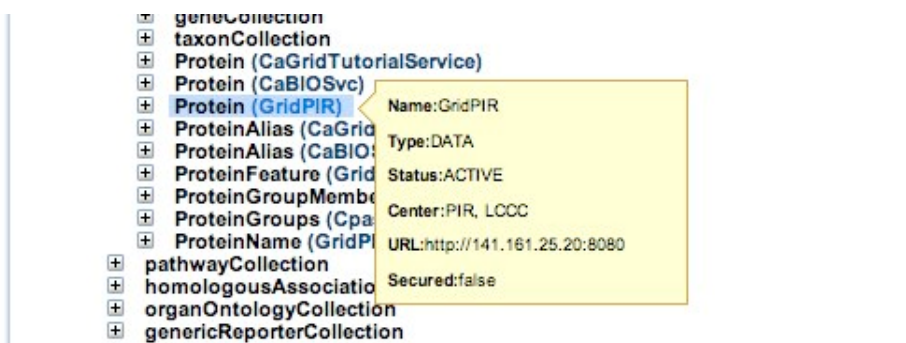 geneCollection
taxonCollection
Protein (CaGridTutorialService)
Protein (CaBIOSvc)
Protein (GridPIR)
ProteinAlias (CaGrid
ProteinAlias (CaBIO
ProteinFeature (Grid
ProteinGroupMembe
ProteinGroups (Cpa
ProteinName (GridPI
pathwayCollection
homologousAssociatio
organOntologyCollection
genericReporterCollection
Name:GridPIR
Type:DATA
Status:ACTIVE
Center:PIR, LCCC
URL:http://141.161.25.20:8080
Secured:false